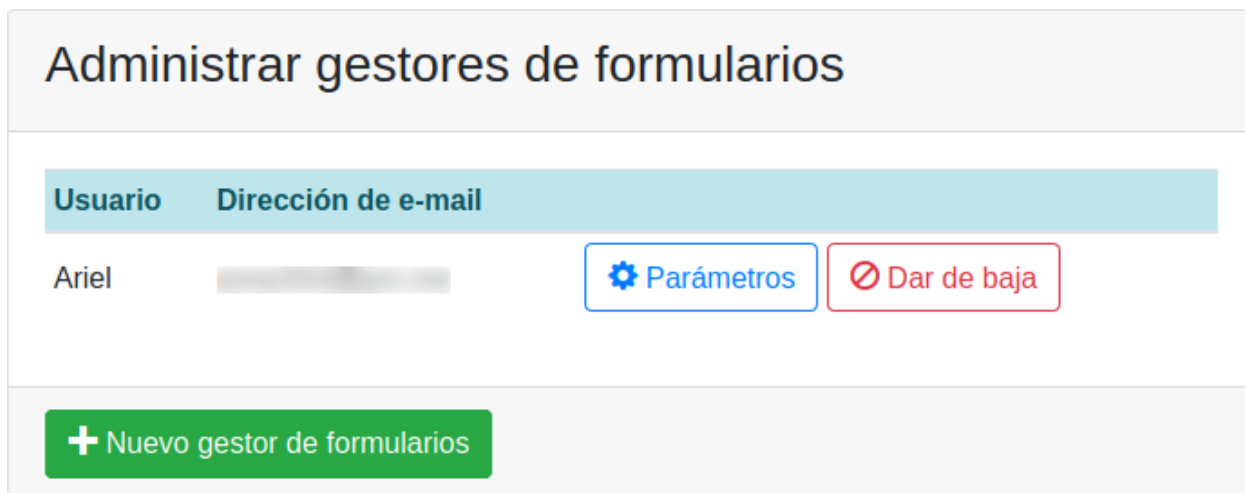 Administrar gestores de formularios
Usuario Dirección de e-mail
Ariel Parámetros Dar de baja
Nuevo gestor de formularios